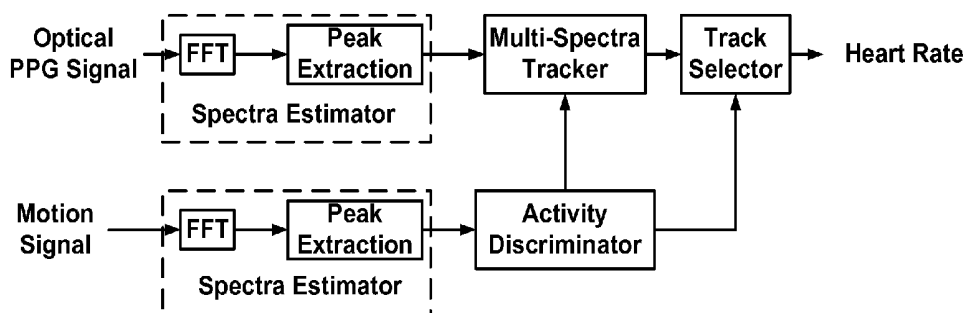 Optical
PPG Signal
FFT
Peak
Extraction
Spectra Estimator
Multi-Spectra
Tracker
Track
Selector
Heart Rate
Motion
Signal
FFT
Peak
Extraction
Spectra Estimator
Activity
Discriminator